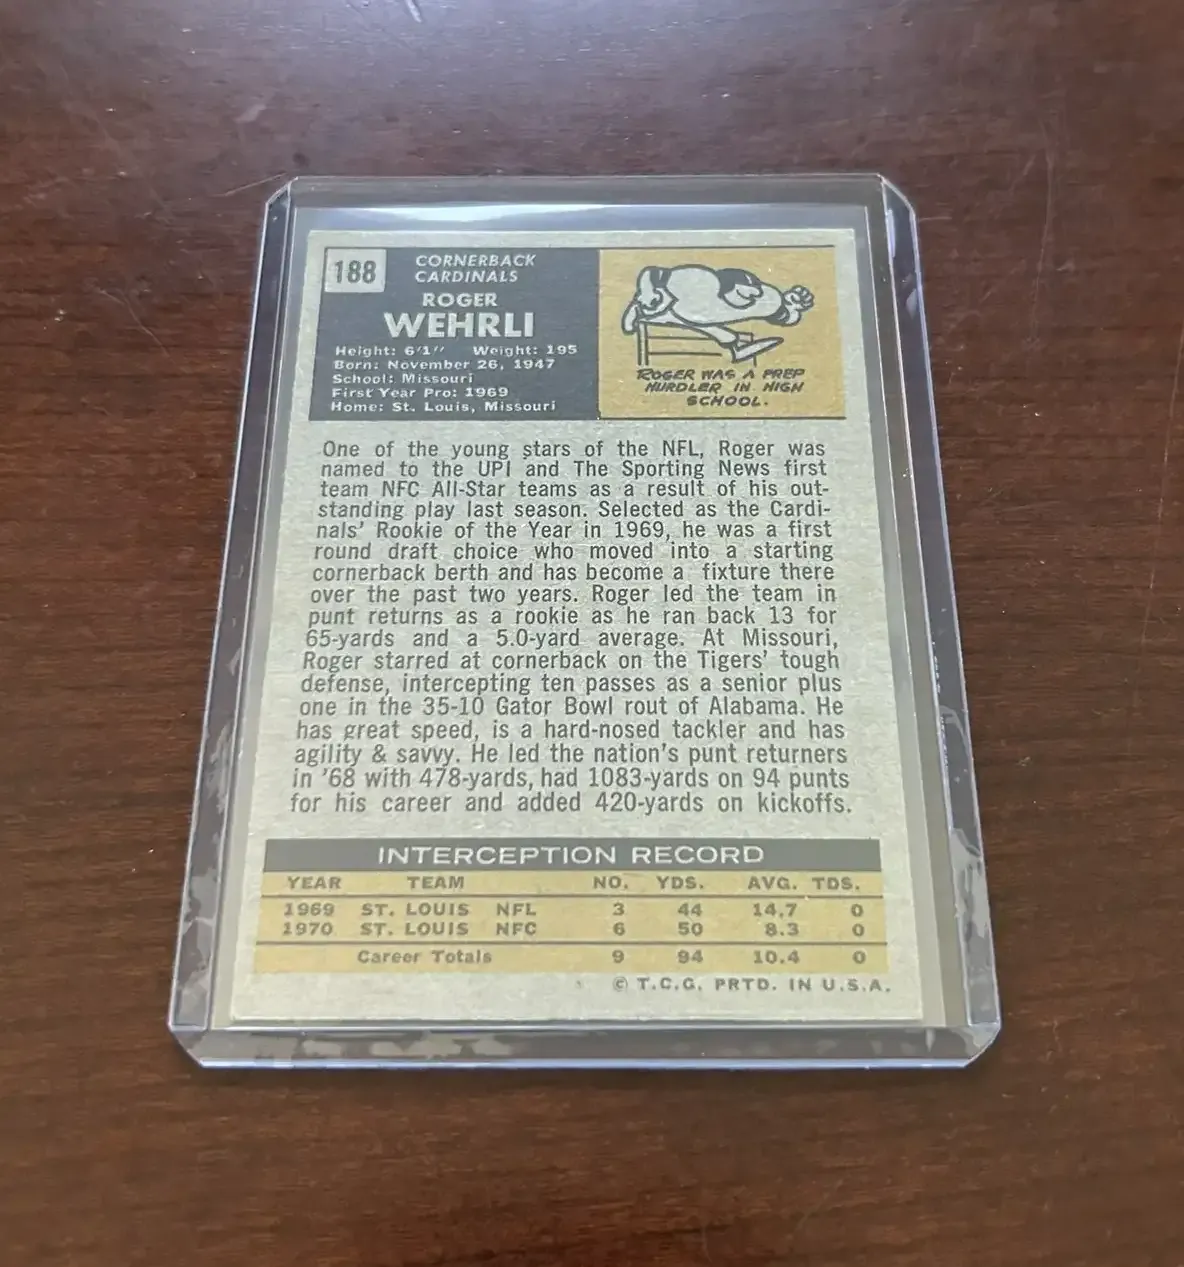 188
CORNERBACK
CARDINALS
ROGER
WEHRLI
Height: 6'1" Weight: 195
Born: November 26, 1947
School: Missouri
First Year Pro: 1969
Home: St. Louis, Missouri
ROGER WAS A PREP
HURDLER IN HIGH
SCHOOL.
One of the young stars of the NFL, Roger was
named to the UPI and The Sporting News first
team NFC All-Star teams as a result of his out-
standing play last season. Selected as the Cardi-
nals' Rookie of the Year in 1969, he was a first
round draft choice who moved into a starting
cornerback berth and has become a fixture there
over the past two years. Roger led the team in
punt returns as a rookie as he ran back 13 for
65-yards and a 5.0-yard average. At Missouri,
Roger starred at cornerback on the Tigers' tough
defense, intercepting ten passes as a senior plus
one in the 35-10 Gator Bowl rout of Alabama. He
has great speed, is a hard-nosed tackler and has
agility & savvy. He led the nation's punt returners
in '68 with 478-yards, had 1083-yards on 94 punts
for his career and added 420-yards on kickoffs.
INTERCEPTION RECORD
YEAR TEAM NO. YDS. AVG. TDS.
1969 ST. LOUIS NFL 3 44 14.7 0
1970 ST. LOUIS NFC 6 50 8.3 0
Career Totals 9 94 10.4 0
© T.C.G. PRTD. IN U.S.A.